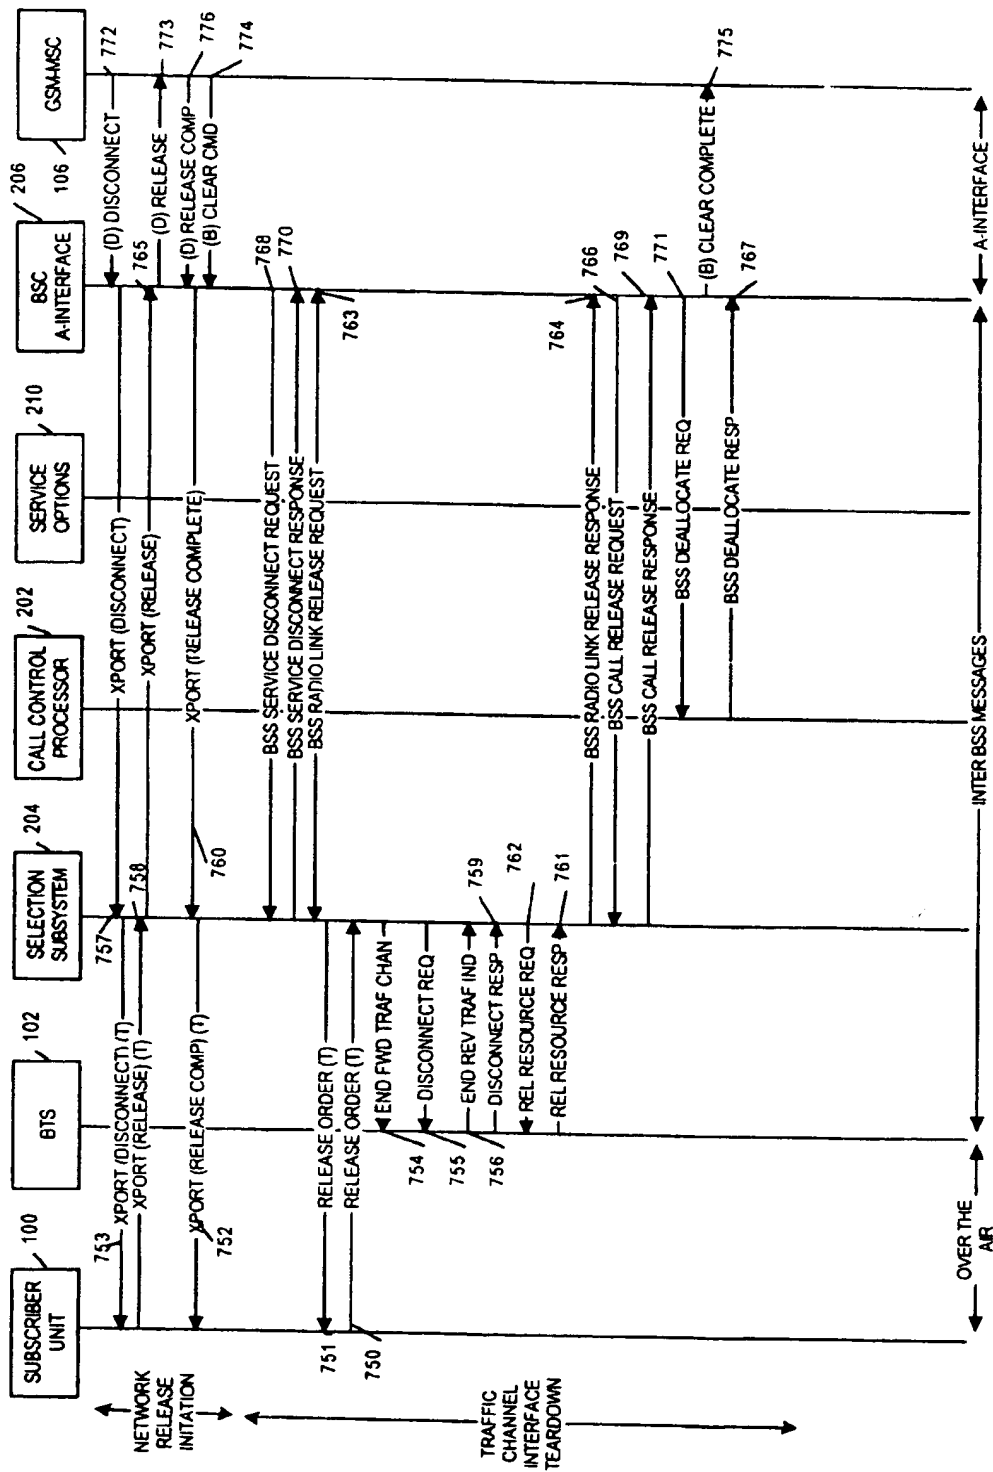 SUBSCRIBER
UNIT
100
BTS
102
SELECTION
SUBSYSTEM
204
CALL CONTROL
PROCESSOR
202
SERVICE
OPTIONS
210
BSC
A-INTERFACE
206
GSM-MSC
106
NETWORK
RELEASE
INITATION
(D) DISCONNECT
772
XPORT (DISCONNECT)
757
XPORT (DISCONNECT) (T)
753
XPORT (RELEASE) (T)
758
XPORT (RELEASE)
765
(D) RELEASE
773
(D) RELEASE COMP
776
XPORT (RELEASE COMPLETE)
760
XPORT (RELEASE COMP) (T)
752
(B) CLEAR CMD
774
TRAFFIC
CHANNEL
INTERFACE
TEARDOWN
BSS SERVICE DISCONNECT REQUEST
768
BSS SERVICE DISCONNECT RESPONSE
770
BSS RADIO LINK RELEASE REQUEST
763
RELEASE ORDER (T)
751
RELEASE ORDER (T)
750
END FWD TRAF CHAN
754
DISCONNECT REQ
755
END REV TRAF IND
756
DISCONNECT RESP
759
REL RESOURCE REQ
762
REL RESOURCE RESP
761
BSS RADIO LINK RELEASE RESPONSE
764
BSS CALL RELEASE REQUEST
766
BSS CALL RELEASE RESPONSE
769
BSS DEALLOCATE REQ
771
(B) CLEAR COMPLETE
775
BSS DEALLOCATE RESP
767
OVER THE
AIR
INTER BSS MESSAGES
A-INTERFACE